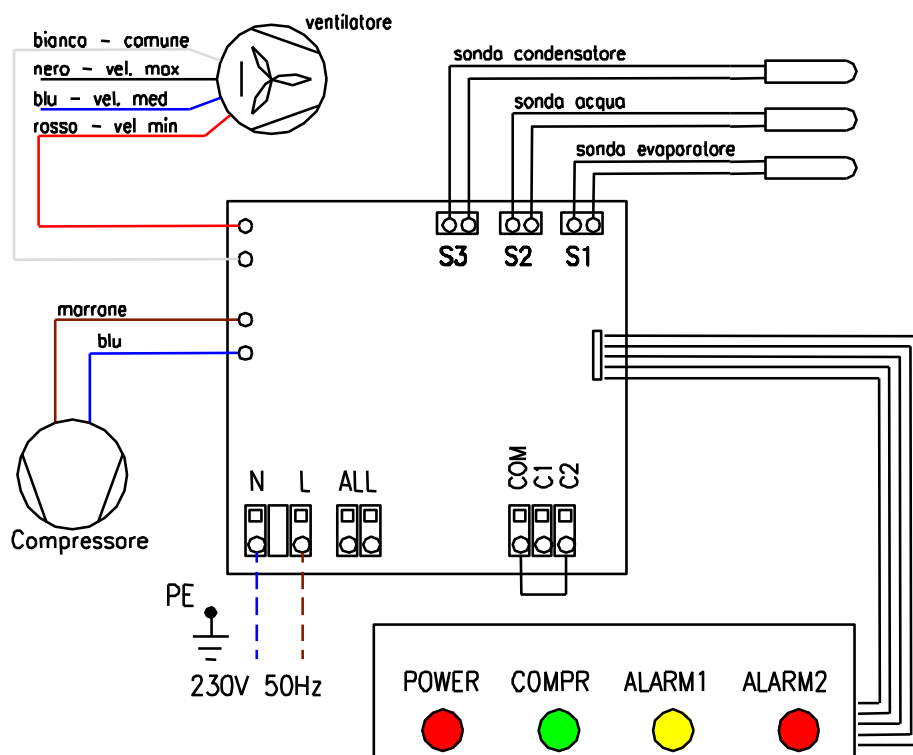 ventilatore
bianco - comune
nero - vel. max
blu - vel. med
rosso - vel min
sonda condensatore
sonda acqua
sonda evaporatore
S3 S2 S1
marrone
blu
Compressore
N L ALL COM C1 C2
PE
230V 50Hz
POWER COMPR ALARM1 ALARM2